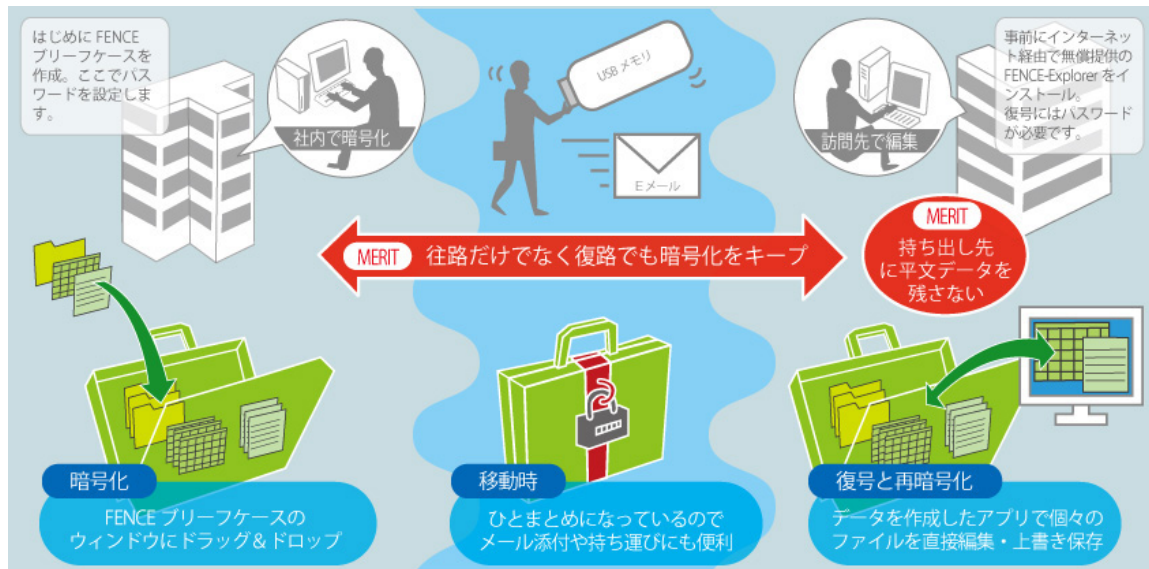 はじめに FENCE
ブリーフケースを
作成。ここでパス
ワードを設定しま
す。
社内で暗号化
USB メモリ
Eメール
訪問先で編集
事前にインターネッ
ト経由で無償提供の
FENCE-Explorer をイ
ンストール。
復号にはパスワード
が必要です。
MERIT 往路だけでなく復路でも暗号化をキープ
MERIT
持ち出し先
に平文データを
残さない
暗号化
FENCE ブリーフケースの
ウィンドウにドラッグ＆ドロップ
移動時
ひとまとめになっているので
メール添付や持ち運びにも便利
復号と再暗号化
データを作成したアプリで個々の
ファイルを直接編集・上書き保存